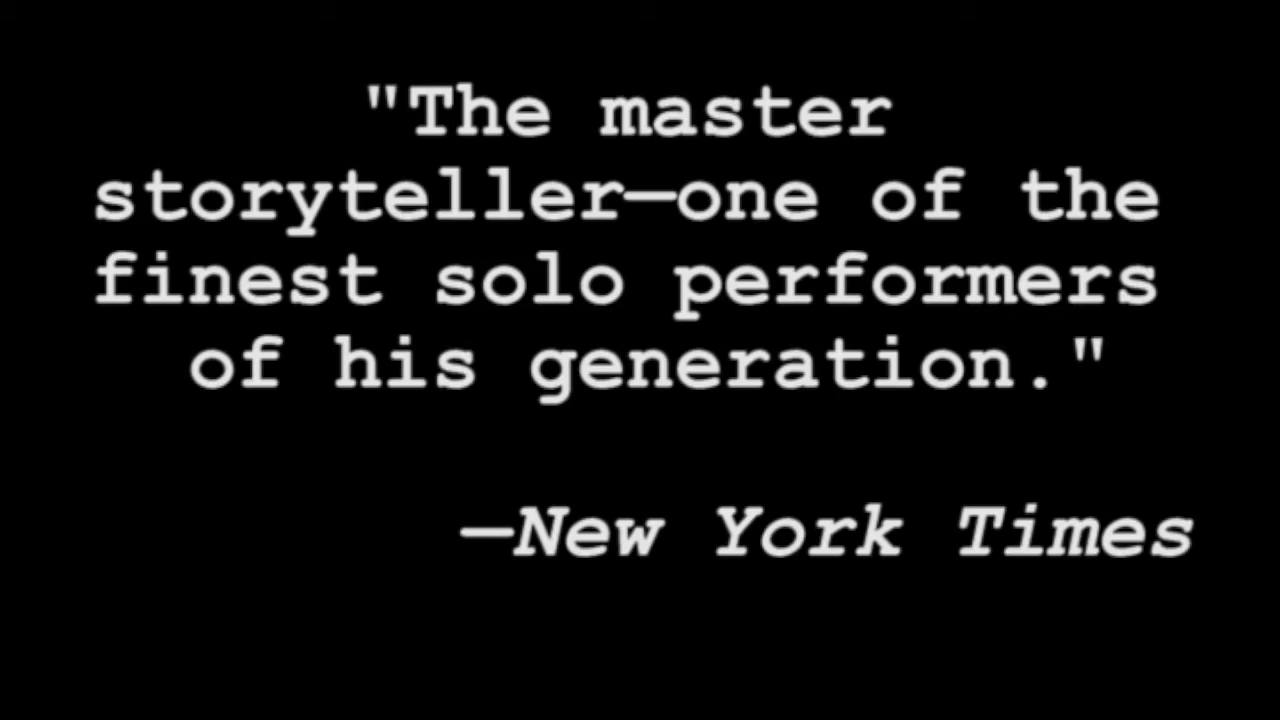 "The master
storyteller—one of the
finest solo performers
of his generation."
—New York Times